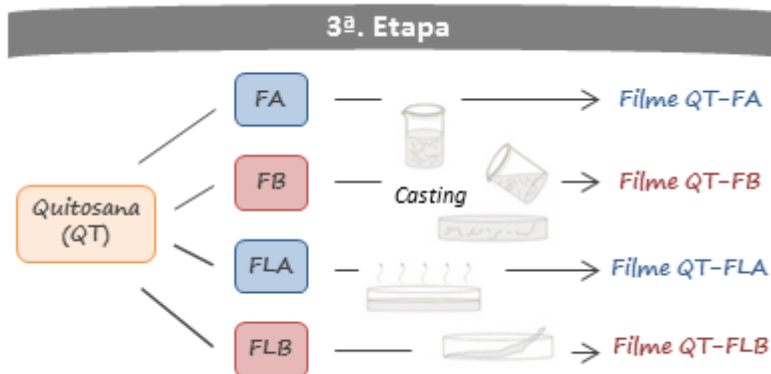 3ª. Etapa
FA
Filme QT-FA
FB
Filme QT-FB
Casting
Quitosana
(QT)
FLA
Filme QT-FLA
FLB
Filme QT-FLB